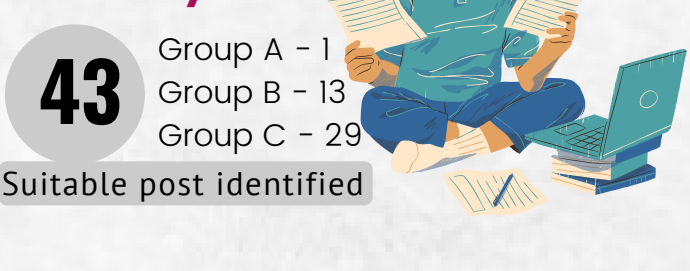 43
Group A - 1
Group B - 13
Group C - 29
Suitable post identified